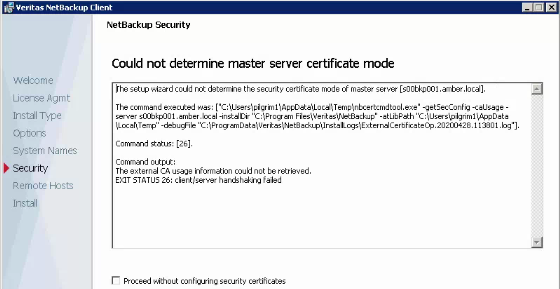 Veritas NetBackup Client
NetBackup Security
Could not determine master server certificate mode
Welcome
License Agmt
Install Type
Options
System Names
Security
Remote Hosts
Install
The setup wizard could not determine the security certificate mode of master server [s00bkp001.amber.local].
The command executed was: ["C:\Users\pilgrim1\AppData\Local\Temp\nbcertcmdtool.exe" -getSecConfig -caUsage -
server s00bkp001.amber.local -installDir "C:\Program Files\Veritas\NetBackup" -atLibPath "C:\Users\pilgrim1\AppData
\Local\Temp" -debugFile "C:\ProgramData\Veritas\NetBackup\InstallLogs\ExternalCertificateOp.20200428.113801.log"].
Command status: [26].
Command output:
The external CA usage information could not be retrieved.
EXIT STATUS 26: client/server handshaking failed
Proceed without configuring security certificates